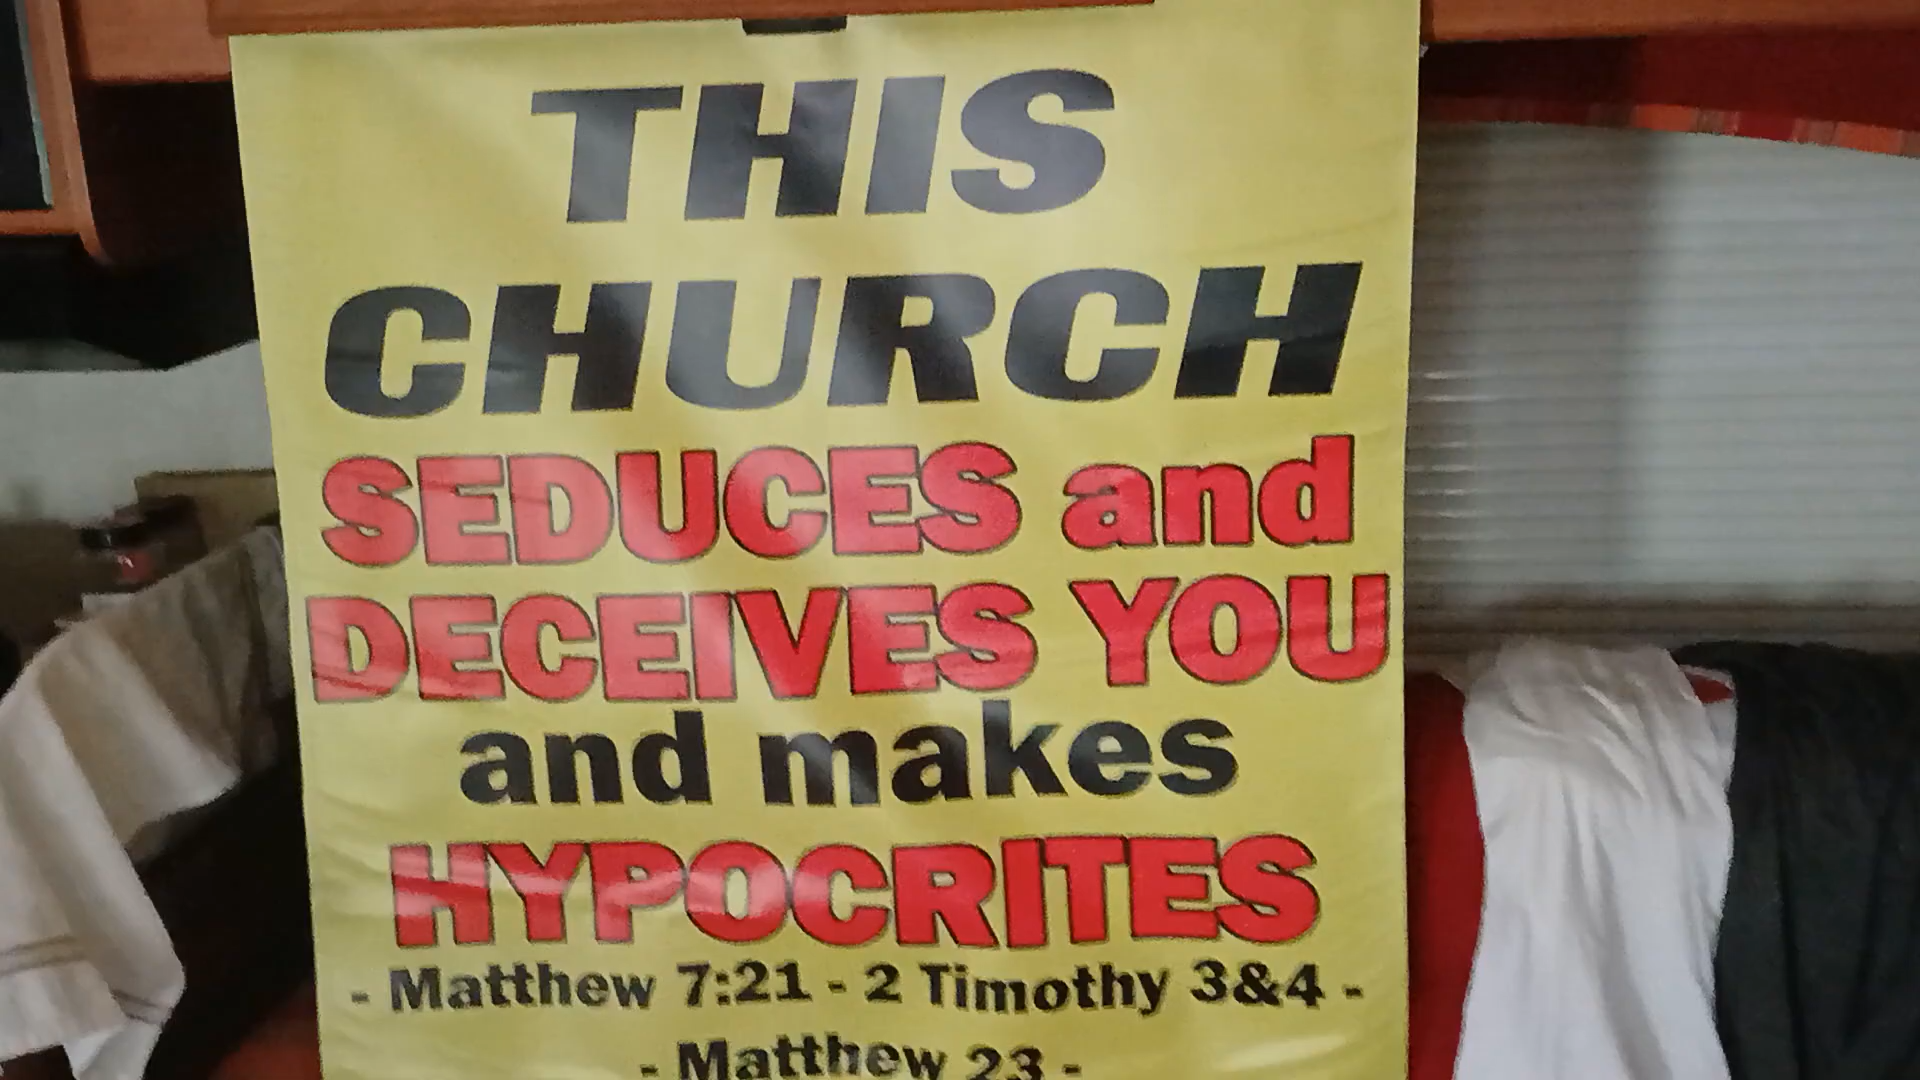 THIS
CHURCH
SEDUCES and
DECEIVES YOU
and makes
HYPOCRITES
- Matthew 7:21 - 2 Timothy 3&4 -
- Matthew 23 -